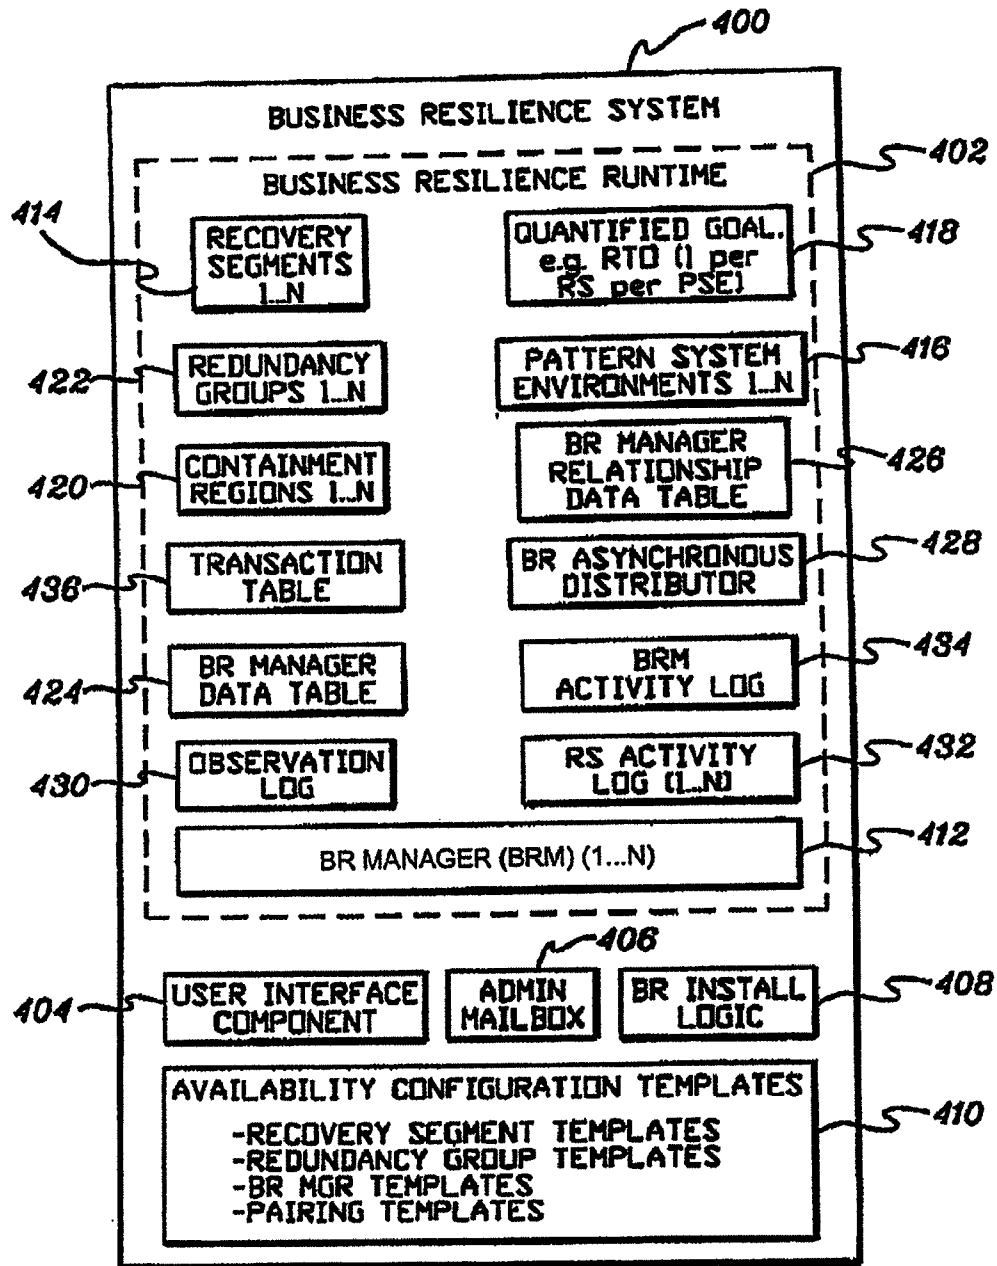 400
BUSINESS RESILIENCE SYSTEM
402
BUSINESS RESILIENCE RUNTIME
414
RECOVERY
SEGMENTS
1...N
QUANTIFIED GOAL,
e.g. RTO (1 per
RS per PSE)
418
422
REDUNDANCY
GROUPS 1...N
PATTERN SYSTEM
ENVIRONMENTS 1...N
416
420
CONTAINMENT
REGIONS 1...N
BR MANAGER
RELATIONSHIP
DATA TABLE
426
436
TRANSACTION
TABLE
BR ASYNCHRONOUS
DISTRIBUTOR
428
424
BR MANAGER
DATA TABLE
BRM
ACTIVITY LOG
434
430
OBSERVATION
LOG
RS ACTIVITY
LOG (1...N)
432
BR MANAGER (BRM) (1...N)
412
406
404
USER INTERFACE
COMPONENT
ADMIN
MAILBOX
BR INSTALL
LOGIC
408
AVAILABILITY CONFIGURATION TEMPLATES
-RECOVERY SEGMENT TEMPLATES
-REDUNDANCY GROUP TEMPLATES
-BR MGR TEMPLATES
-PAIRING TEMPLATES
410